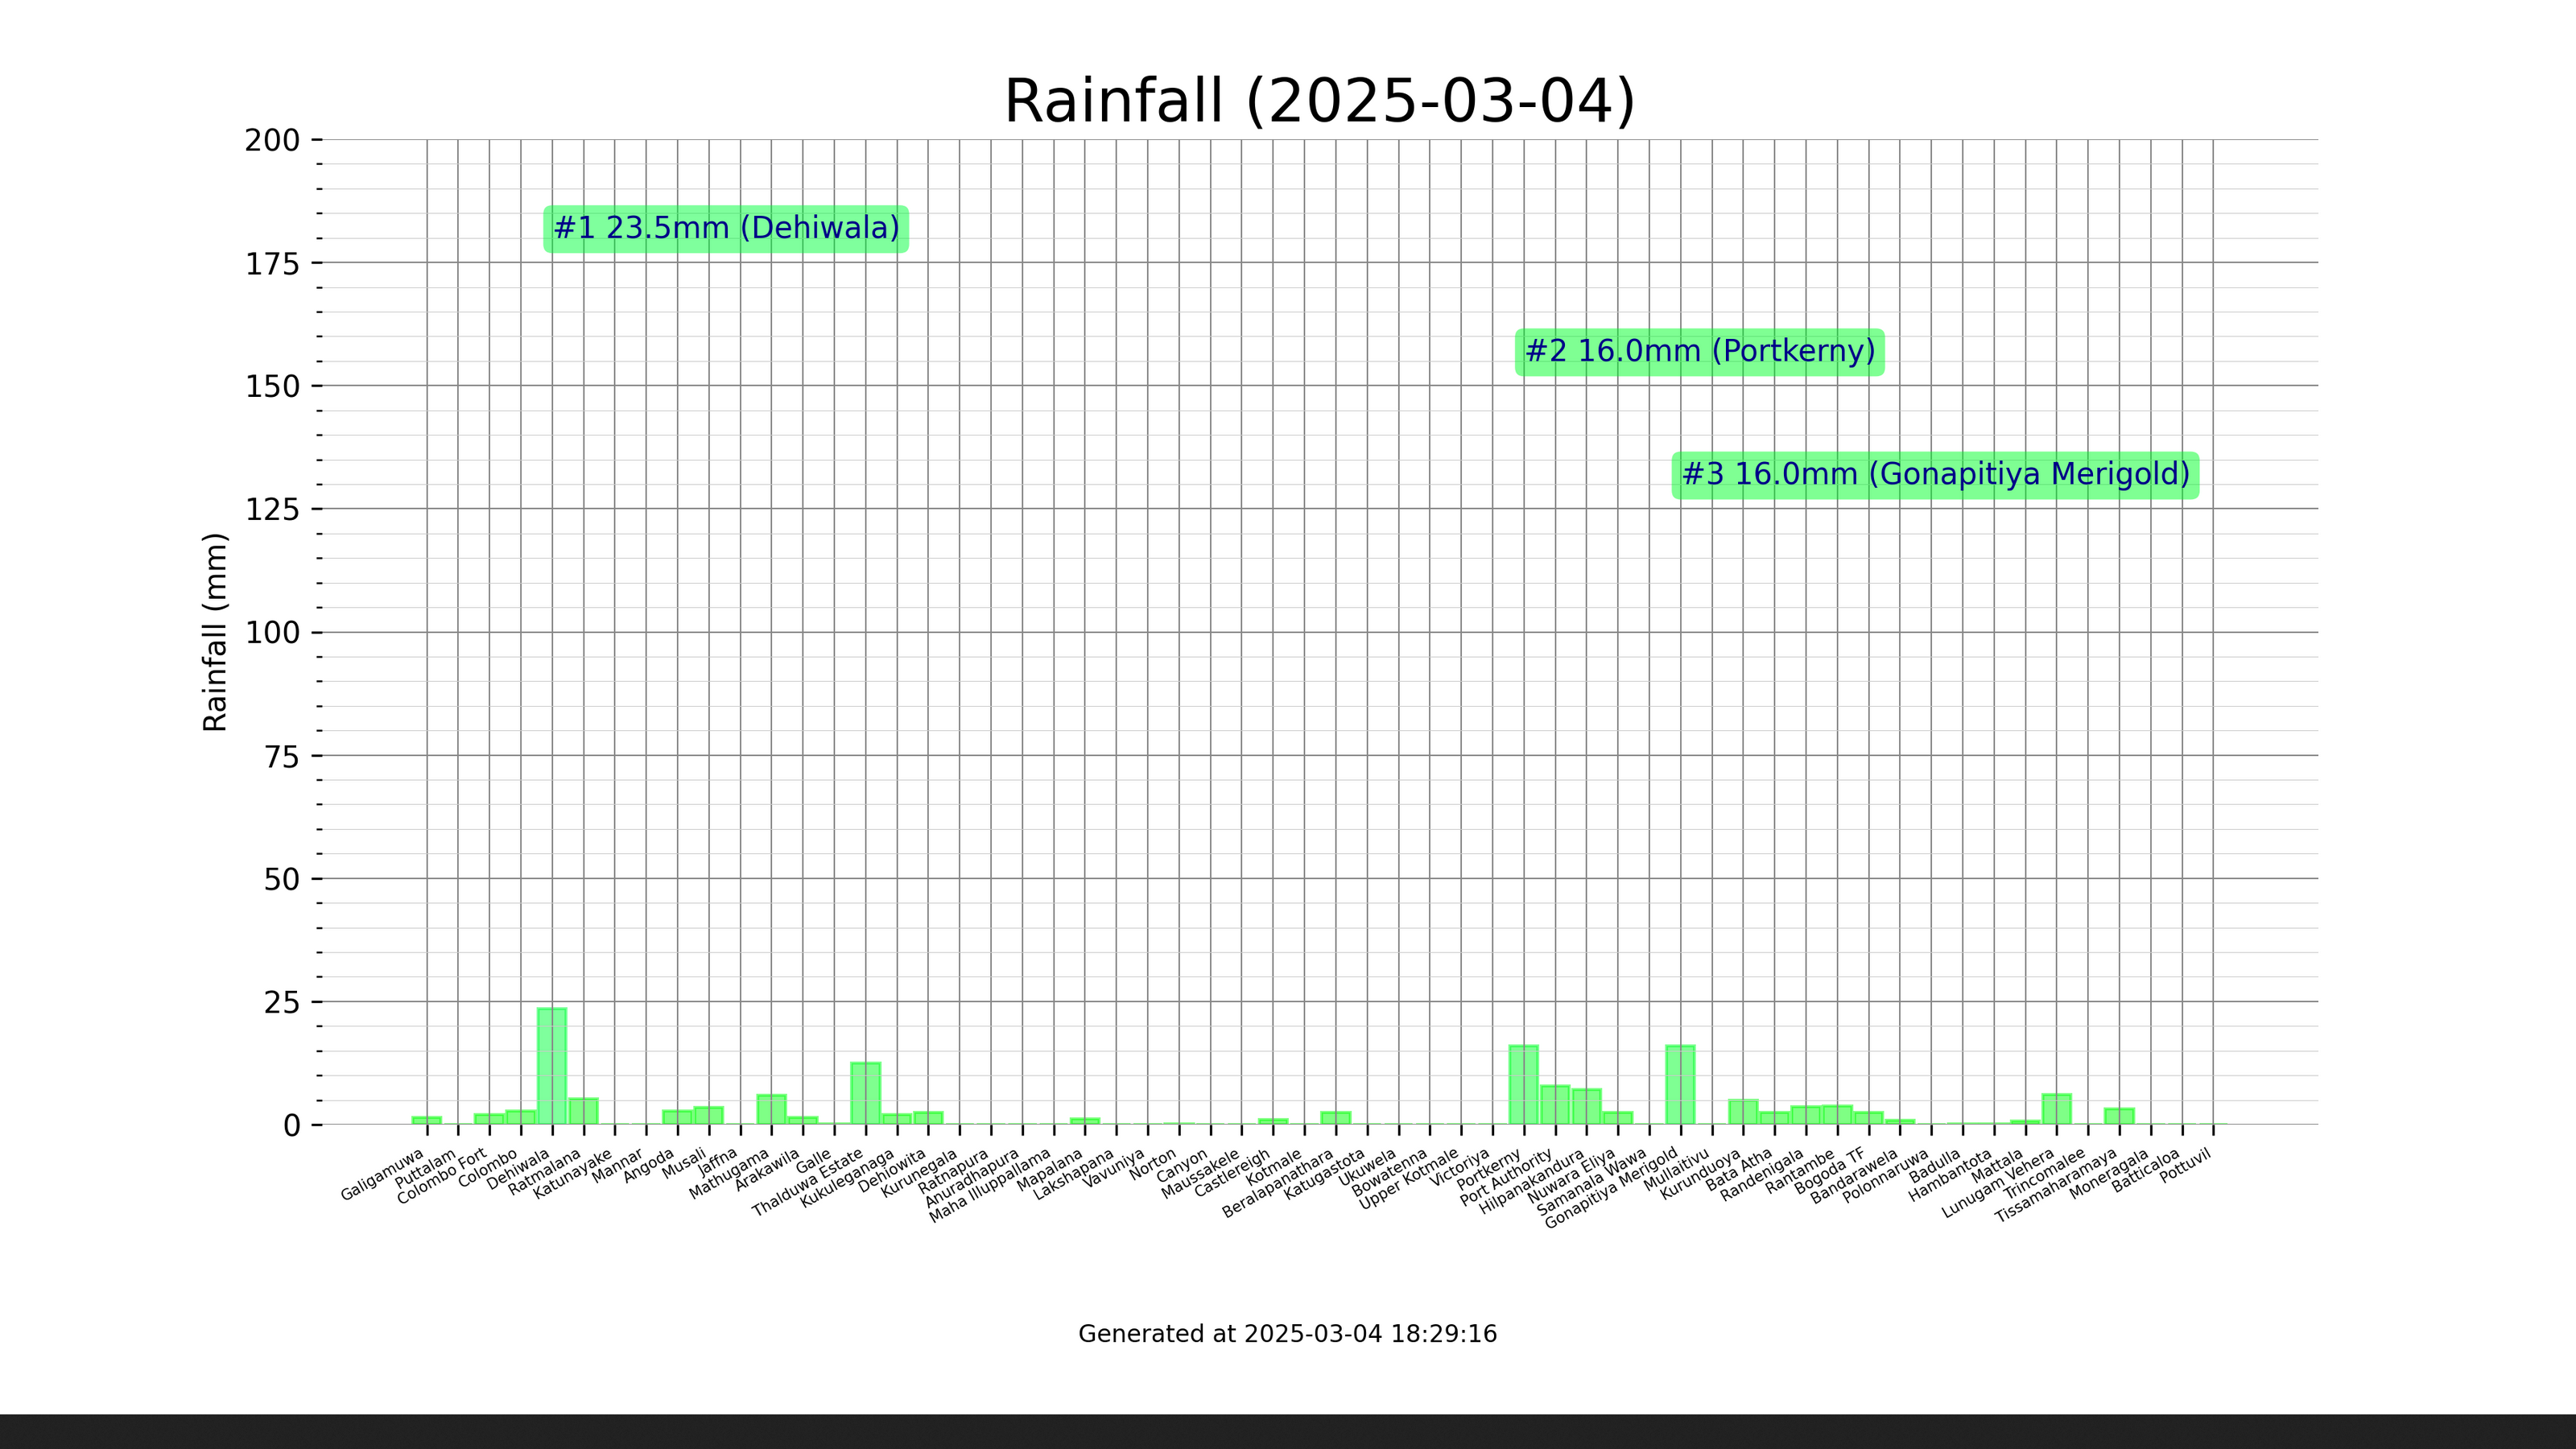 Rainfall (2025-03-04)
200
175
150
125
100
75
50
25
0
Rainfall (mm)
#1 23.5mm (Dehiwala)
#2 16.0mm (Portkerny)
#3 16.0mm (Gonapitiya Merigold)
Galigamuwa
Puttalam
Colombo Fort
Colombo
Dehiwala
Ratmalana
Katunayake
Mannar
Angoda
Musali
Jaffna
Mathugama
Arakawila
Galle
Thalduwa Estate
Kukuleganaga
Dehiowita
Kurunegala
Ratnapura
Anuradhapura
Maha Illuppallama
Mapalana
Lakshapana
Vavuniya
Norton
Canyon
Maussakele
Castlereigh
Kotmale
Beralapanathara
Katugastota
Ukuwela
Bowatenna
Upper Kotmale
Victoriya
Portkerny
Port Authority
Hilpanakandura
Nuwara Eliya
Samanala Wawa
Gonapitiya Merigold
Mullaitivu
Kurunduoya
Bata Atha
Randenigala
Rantambe
Bogoda TF
Bandarawela
Polonnaruwa
Badulla
Hambantota
Mattala
Lunugam Vehera
Trincomalee
Tissamaharamaya
Moneragala
Batticaloa
Pottuvil
Generated at 2025-03-04 18:29:16